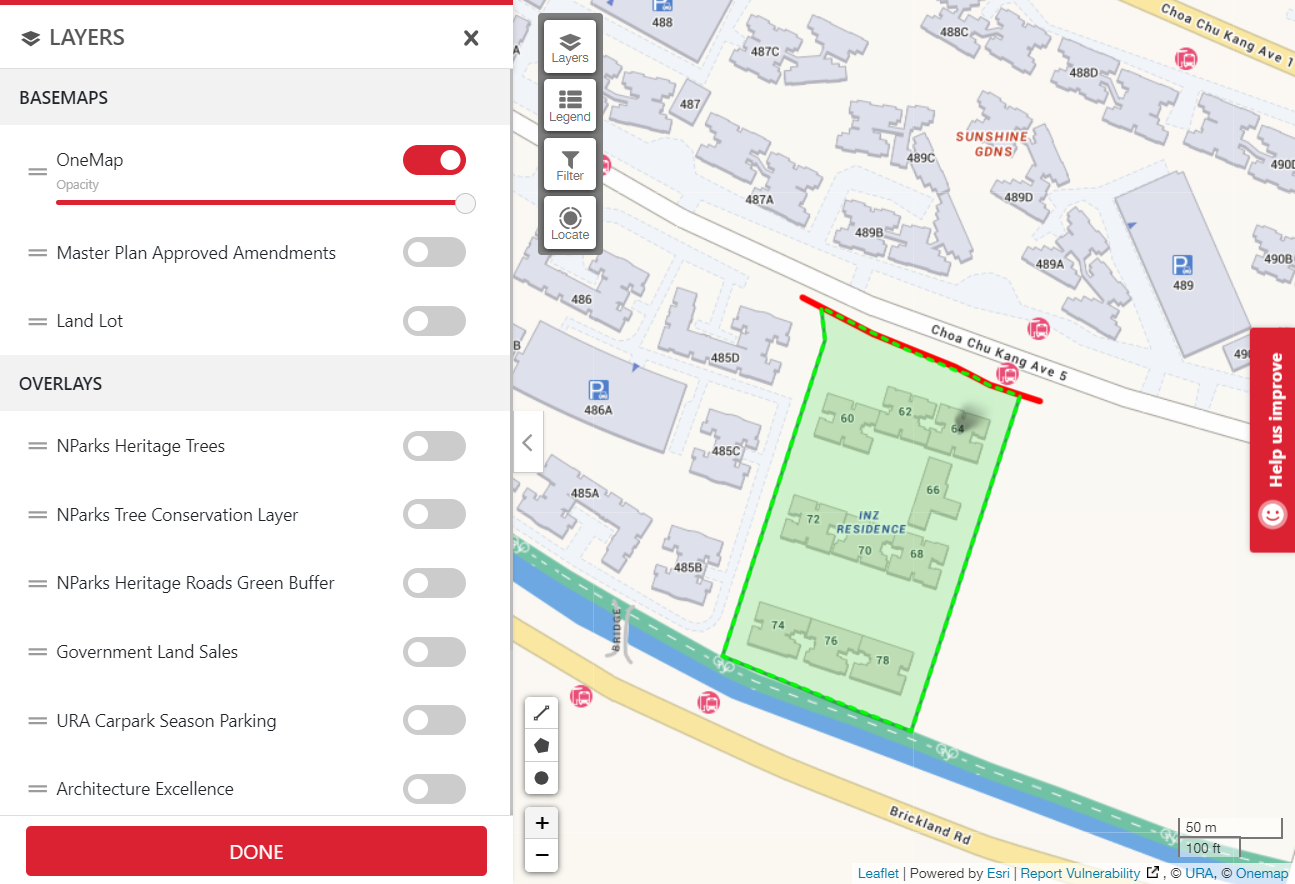 LAYERS
BASEMAPS
OneMap
Opacity
Master Plan Approved Amendments
Land Lot
OVERLAYS
NParks Heritage Trees
NParks Tree Conservation Layer
NParks Heritage Roads Green Buffer
Government Land Sales
URA Carpark Season Parking
Architecture Excellence
DONE
Layers
Legend
Filter
Locate
488
488C
Choa Chu Kang Ave 1
487C
488D
487
SUNSHINE
GDNS
489C
490D
487A
489D
489B
489A
490B
489
486
Choa Chu Kang Ave 5
485D
486A
60
62
64
485C
66
485A
72
INZ
RESIDENCE
70
68
485B
BRIDGE
74
76
78
Brickland Rd
Help us improve
+
−
50 m
100 ft
Leaflet | Powered by Esri | Report Vulnerability , © URA, © Onemap